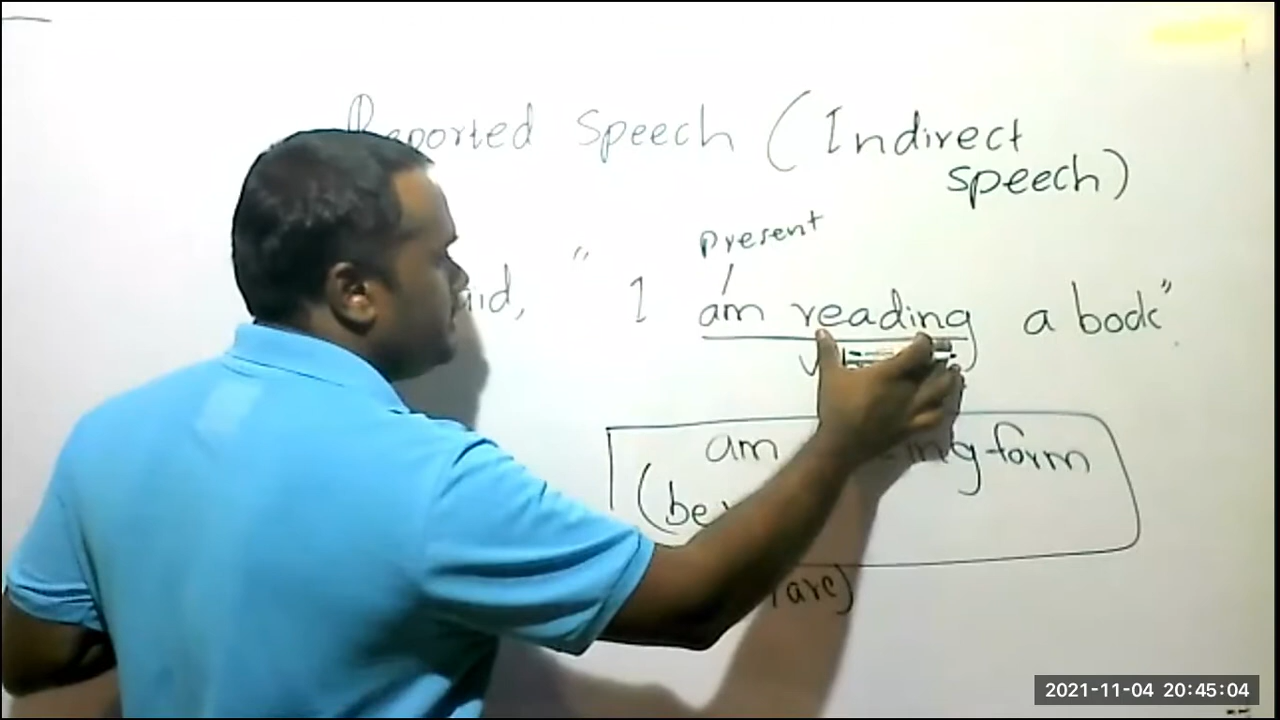 Reported Speech (Indirect
speech)
present
said, " I am reading a book".
am ing-form
(be
are)
2021-11-04 20:45:04